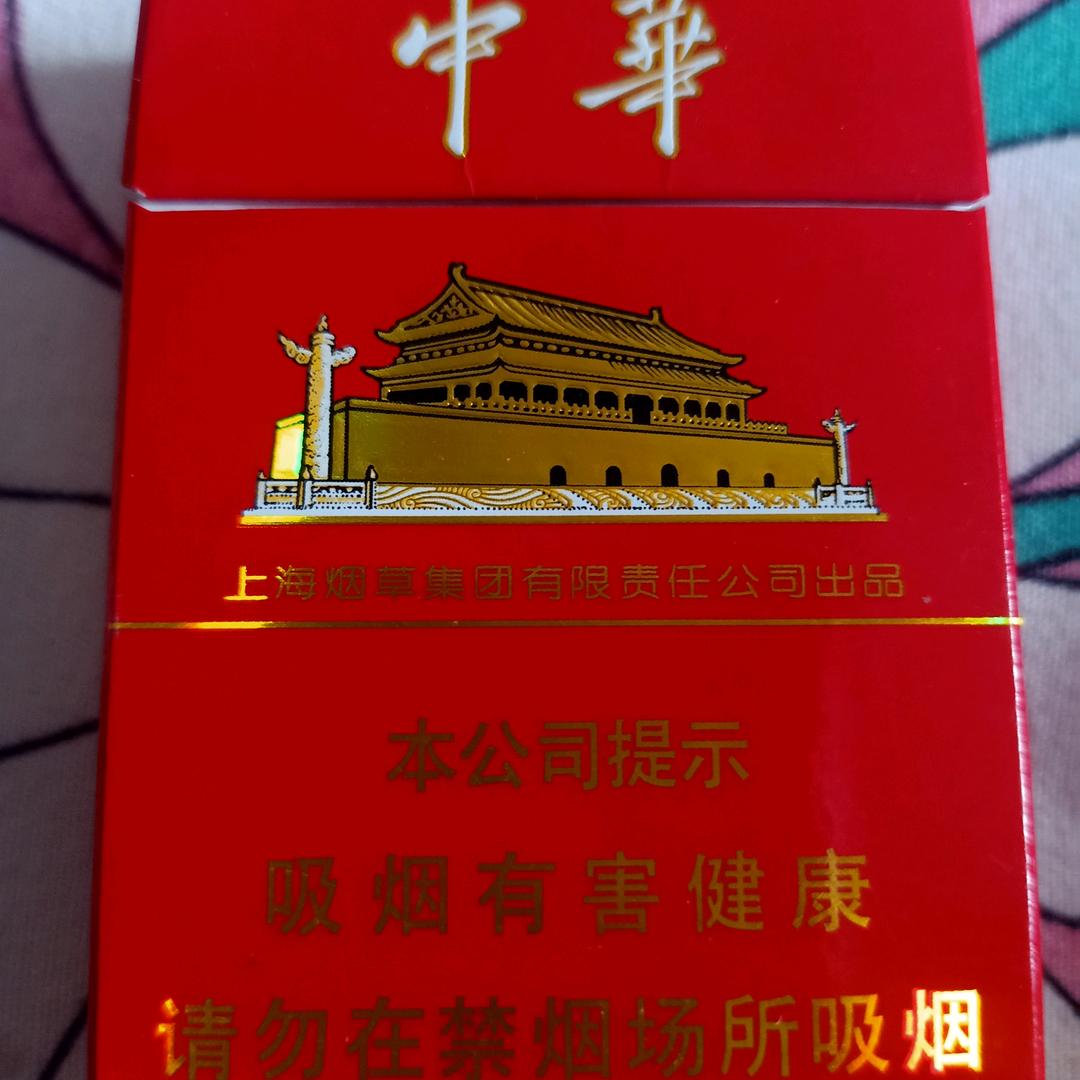 中華
上海烟草集团有限责任公司出品
本公司提示
吸烟有害健康
请勿在禁烟场所吸烟